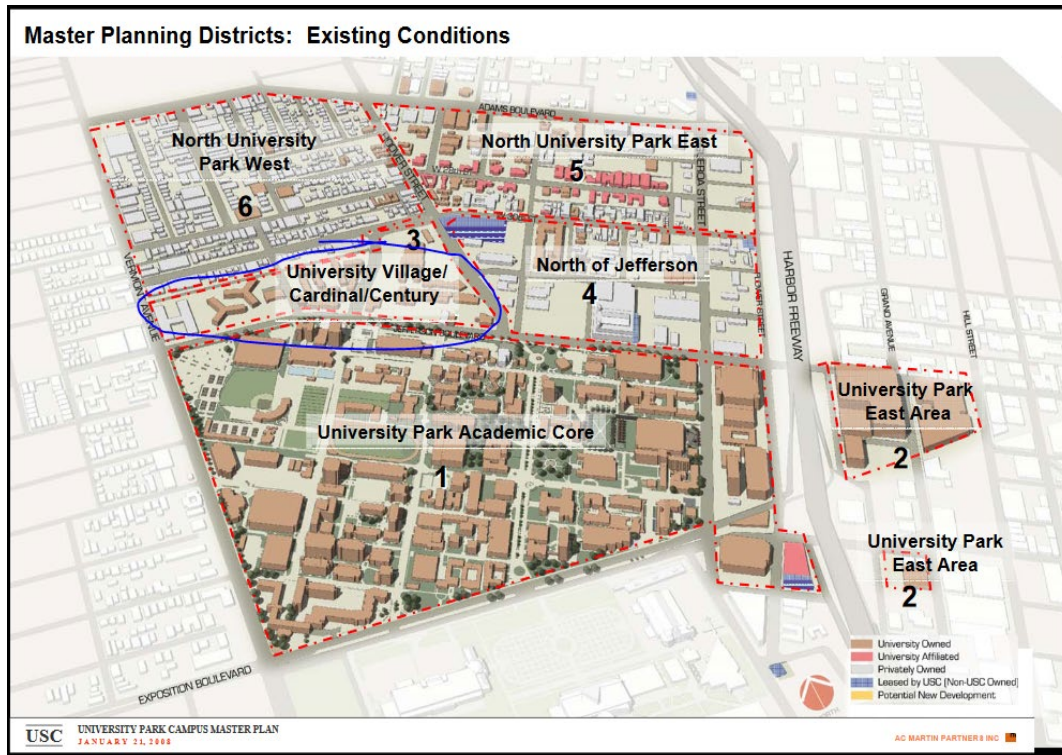 Master Planning Districts: Existing Conditions
ADAMS BOULEVARD
North University
Park West
6
North University Park East
5
3
University Village/
Cardinal/Century
North of Jefferson
4
VERMONT AVENUE
JEFFERSON BOULEVARD
FLOWER STREET
HARBOR FREEWAY
GRAND AVENUE
HILL STREET
University Park
East Area
2
University Park Academic Core
1
University Park
East Area
2
EXPOSITION BOULEVARD
University Owned
University Affiliated
Privately Owned
Leased by USC [Non-USC Owned]
Potential New Development
NORTH
USC
UNIVERSITY PARK CAMPUS MASTER PLAN
JANUARY 21, 2008
AC MARTIN PARTNERS INC